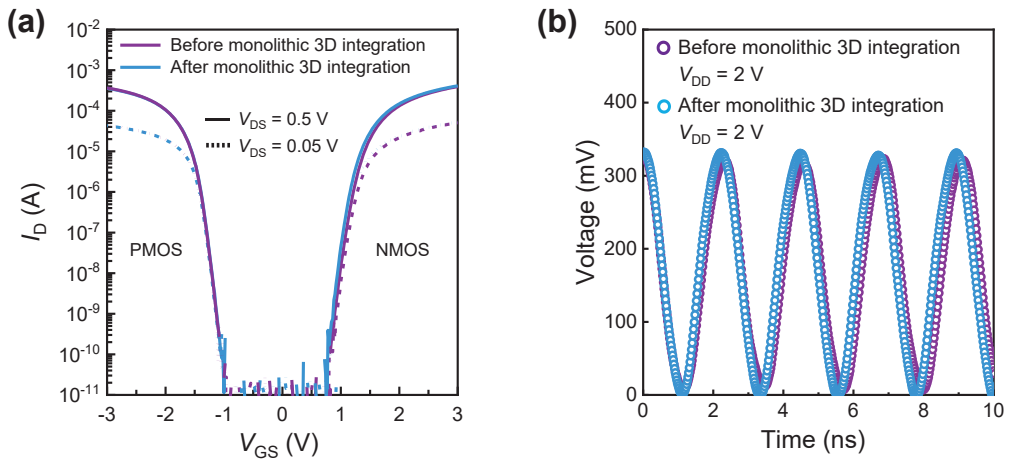 (a)
10⁻²
10⁻³
10⁻⁴
10⁻⁵
10⁻⁶
10⁻⁷
10⁻⁸
10⁻⁹
10⁻¹⁰
10⁻¹¹
I_D (A)
Before monolithic 3D integration
After monolithic 3D integration
V_DS = 0.5 V
V_DS = 0.05 V
PMOS
NMOS
-3 -2 -1 0 1 2 3
V_GS (V)
(b)
500
400
300
200
100
0
Voltage (mV)
Before monolithic 3D integration
V_DD = 2 V
After monolithic 3D integration
V_DD = 2 V
0 2 4 6 8 10
Time (ns)